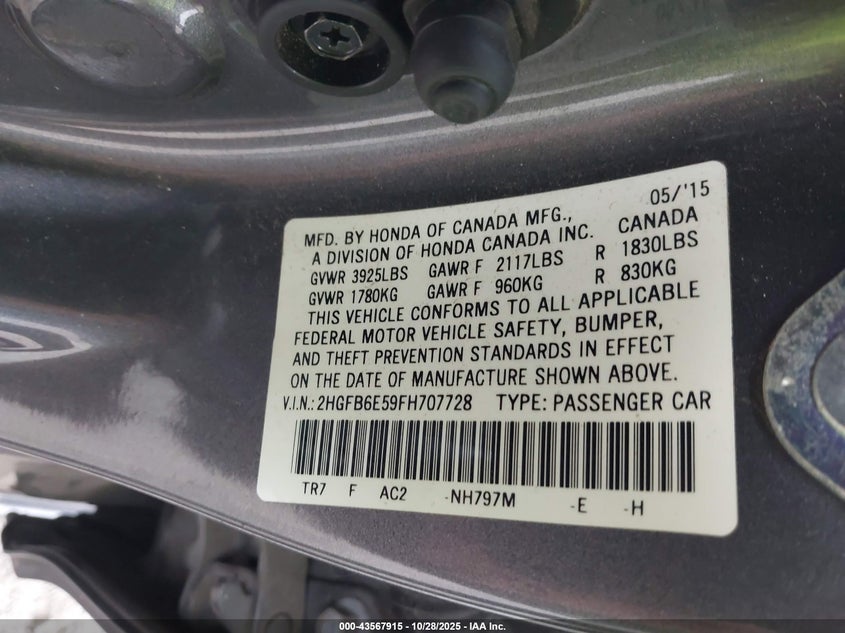 05/'15
MFD. BY HONDA OF CANADA MFG.,
A DIVISION OF HONDA CANADA INC. CANADA
GVWR 3925LBS GAWR F 2117LBS R 1830LBS
GVWR 1780KG GAWR F 960KG R 830KG
THIS VEHICLE CONFORMS TO ALL APPLICABLE
FEDERAL MOTOR VEHICLE SAFETY, BUMPER,
AND THEFT PREVENTION STANDARDS IN EFFECT
ON THE DATE OF MANUFACTURE SHOWN ABOVE.
V.I.N.: 2HGFB6E59FH707728 TYPE: PASSENGER CAR
TR7 F AC2 -NH797M -E -H
000-43567915 | 10/28/2025 | IAA Inc.